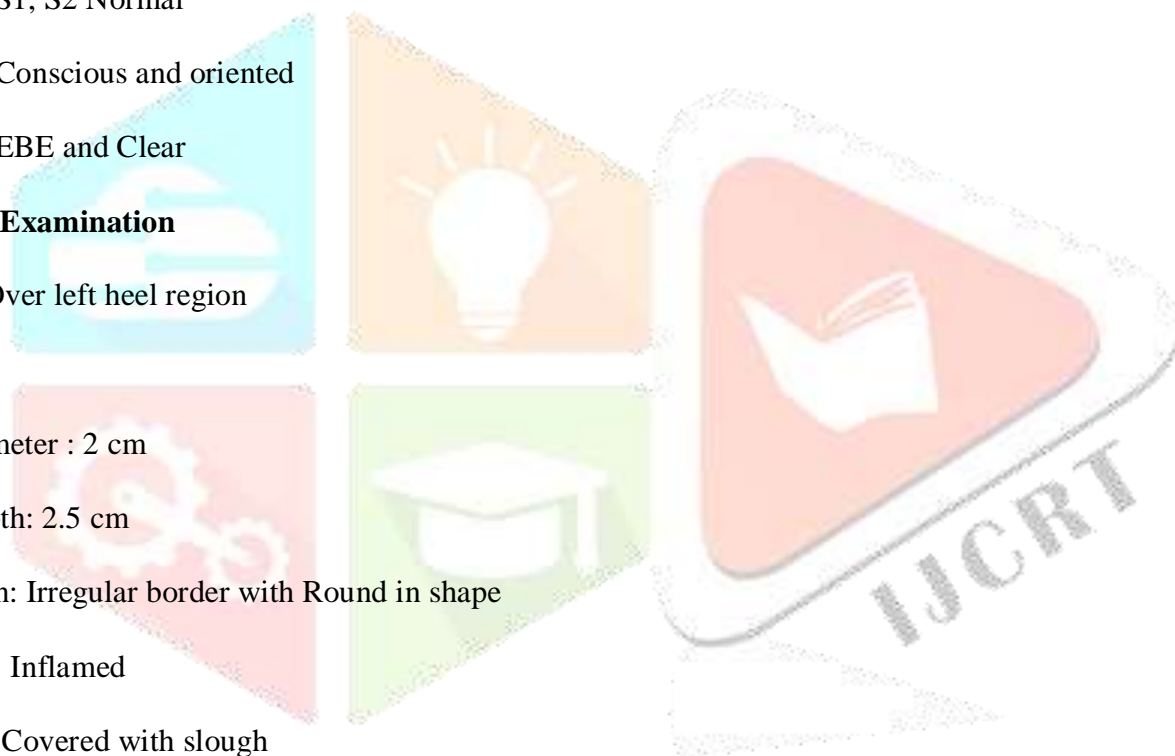 S1, S2 Normal
Conscious and oriented
EBE and Clear
Examination
Over left heel region
meter : 2 cm
th: 2.5 cm
n: Irregular border with Round in shape
Inflamed
Covered with slough
IJCRT